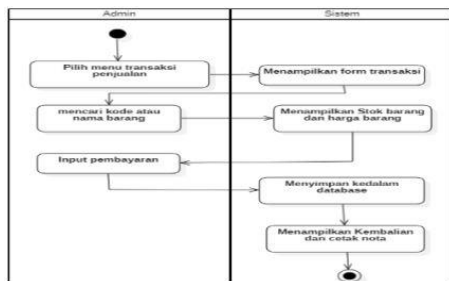 Admin
Sistem
Pilih menu transaksi
penjualan
Menampilkan form transaksi
mencari kode atau
nama barang
Menampilkan Stok barang
dan harga barang
Input pembayaran
Menyimpan kedalam
database
Menampilkan Kembalian
dan cetak nota